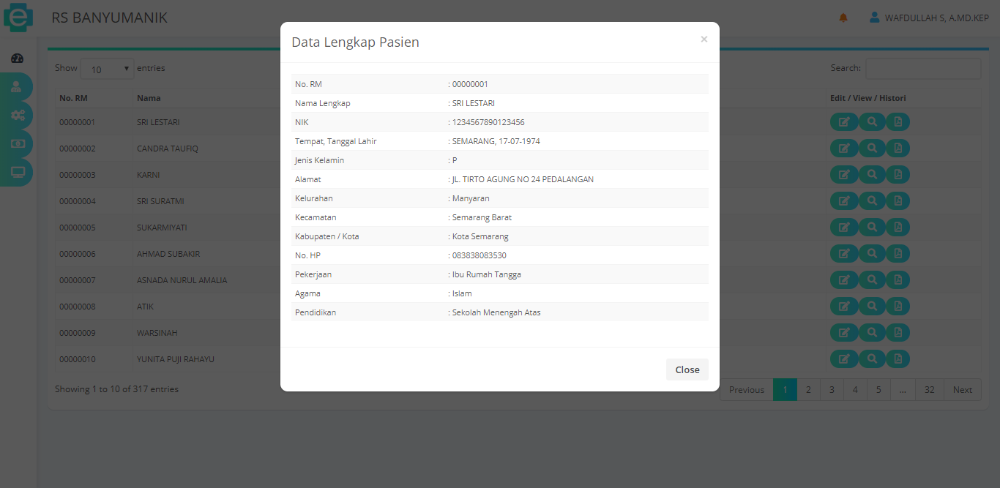 RS BANYUMANIK
WAFDULLAH S, A.MD.KEP
Data Lengkap Pasien
×
No. RM : 00000001
Nama Lengkap : SRI LESTARI
NIK : 1234567890123456
Tempat, Tanggal Lahir : SEMARANG, 17-07-1974
Jenis Kelamin : P
Alamat : JL. TIRTO AGUNG NO 24 PEDALANGAN
Kelurahan : Manyaran
Kecamatan : Semarang Barat
Kabupaten / Kota : Kota Semarang
No. HP : 083838083530
Pekerjaan : Ibu Rumah Tangga
Agama : Islam
Pendidikan : Sekolah Menengah Atas
Close
Show 10 entries
Search:
No. RM Nama Edit / View / Histori
00000001 SRI LESTARI
00000002 CANDRA TAUFIQ
00000003 KARNI
00000004 SRI SURATMI
00000005 SUKARMIYATI
00000006 AHMAD SUBAKIR
00000007 ASNADA NURUL AMALIA
00000008 ATIK
00000009 WARSINAH
00000010 YUNITA PUJI RAHAYU
Showing 1 to 10 of 317 entries
Previous 1 2 3 4 5 ... 32 Next